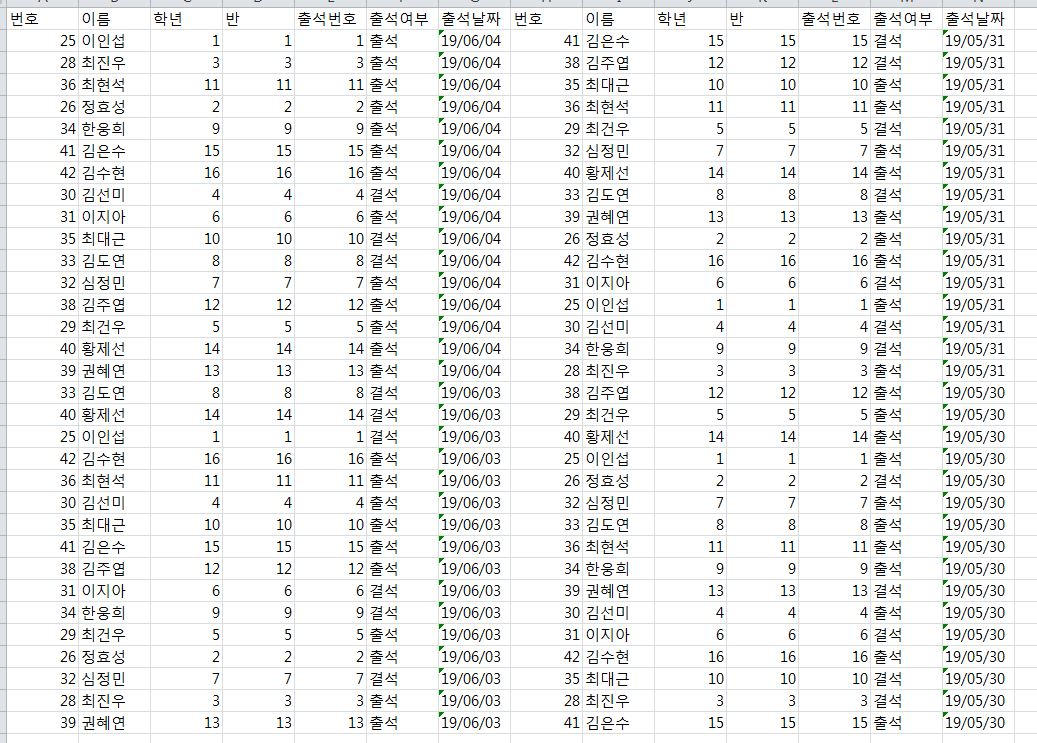 번호 이름 학년 반 출석번호 출석여부 출석날짜 번호 이름 학년 반 출석번호 출석여부 출석날짜
25 이인섭 1 1 1 출석 19/06/04 41 김은수 15 15 15 결석 19/05/31
28 최진우 3 3 3 출석 19/06/04 38 김주엽 12 12 12 결석 19/05/31
36 최현석 11 11 11 출석 19/06/04 35 최대근 10 10 10 결석 19/05/31
26 정효성 2 2 2 출석 19/06/04 36 최현석 11 11 11 출석 19/05/31
34 한웅희 9 9 9 출석 19/06/04 29 최건우 5 5 5 결석 19/05/31
41 김은수 15 15 15 출석 19/06/04 32 심정민 7 7 7 출석 19/05/31
42 김수현 16 16 16 출석 19/06/04 40 황제선 14 14 14 출석 19/05/31
30 김선미 4 4 4 결석 19/06/04 33 김도연 8 8 8 결석 19/05/31
31 이지아 6 6 6 출석 19/06/04 39 권혜연 13 13 13 출석 19/05/31
35 최대근 10 10 10 결석 19/06/04 26 정효성 2 2 2 출석 19/05/31
33 김도연 8 8 8 결석 19/06/04 42 김수현 16 16 16 출석 19/05/31
32 심정민 7 7 7 출석 19/06/04 31 이지아 6 6 6 결석 19/05/31
38 김주엽 12 12 12 출석 19/06/04 25 이인섭 1 1 1 출석 19/05/31
29 최건우 5 5 5 출석 19/06/04 30 김선미 4 4 4 결석 19/05/31
40 황제선 14 14 14 출석 19/06/04 34 한웅희 9 9 9 결석 19/05/31
39 권혜연 13 13 13 출석 19/06/04 28 최진우 3 3 3 출석 19/05/31
33 김도연 8 8 8 결석 19/06/03 38 김주엽 12 12 12 출석 19/05/30
40 황제선 14 14 14 결석 19/06/03 29 최건우 5 5 5 출석 19/05/30
25 이인섭 1 1 1 결석 19/06/03 40 황제선 14 14 14 출석 19/05/30
42 김수현 16 16 16 출석 19/06/03 25 이인섭 1 1 1 출석 19/05/30
36 최현석 11 11 11 출석 19/06/03 26 정효성 2 2 2 결석 19/05/30
30 김선미 4 4 4 출석 19/06/03 32 심정민 7 7 7 출석 19/05/30
35 최대근 10 10 10 출석 19/06/03 33 김도연 8 8 8 출석 19/05/30
41 김은수 15 15 15 출석 19/06/03 36 최현석 11 11 11 출석 19/05/30
38 김주엽 12 12 12 출석 19/06/03 34 한웅희 9 9 9 출석 19/05/30
31 이지아 6 6 6 결석 19/06/03 39 권혜연 13 13 13 결석 19/05/30
34 한웅희 9 9 9 결석 19/06/03 30 김선미 4 4 4 출석 19/05/30
29 최건우 5 5 5 출석 19/06/03 31 이지아 6 6 6 결석 19/05/30
26 정효성 2 2 2 출석 19/06/03 42 김수현 16 16 16 출석 19/05/30
32 심정민 7 7 7 결석 19/06/03 35 최대근 10 10 10 결석 19/05/30
28 최진우 3 3 3 출석 19/06/03 28 최진우 3 3 3 결석 19/05/30
39 권혜연 13 13 13 출석 19/06/03 41 김은수 15 15 15 출석 19/05/30